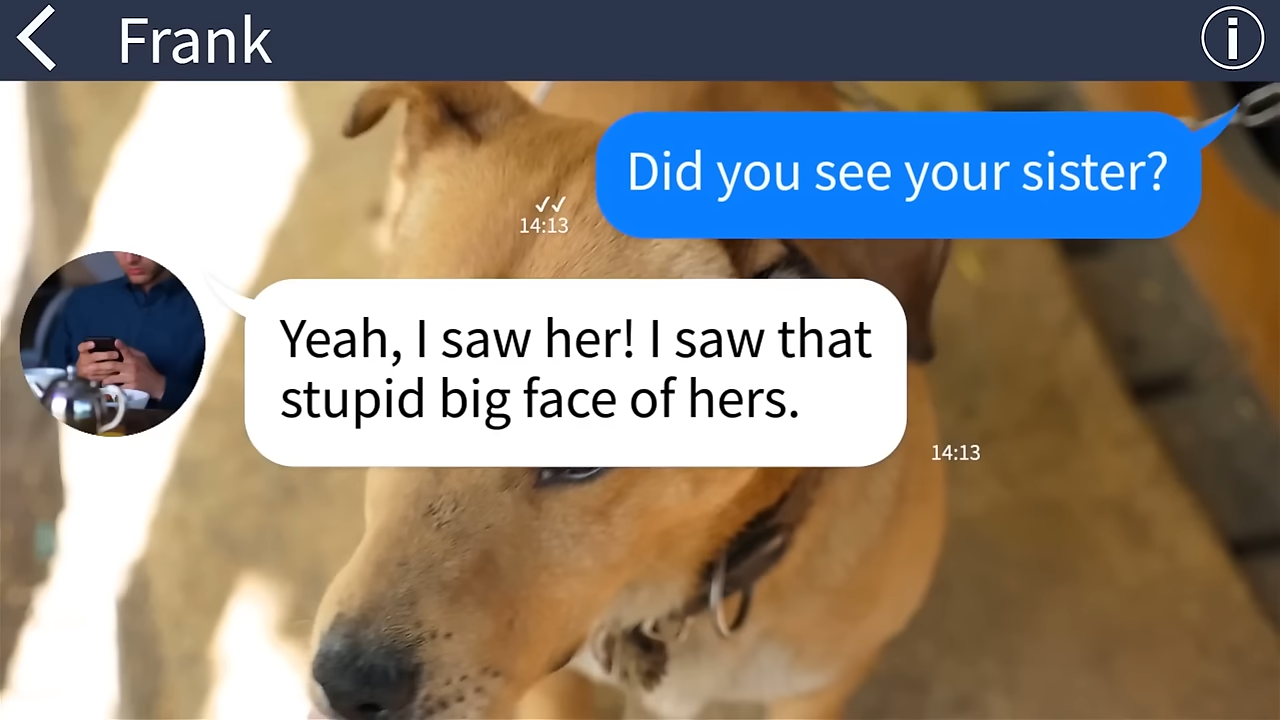 Frank
Did you see your sister?
✓✓
14:13
Yeah, I saw her! I saw that
stupid big face of hers.
14:13